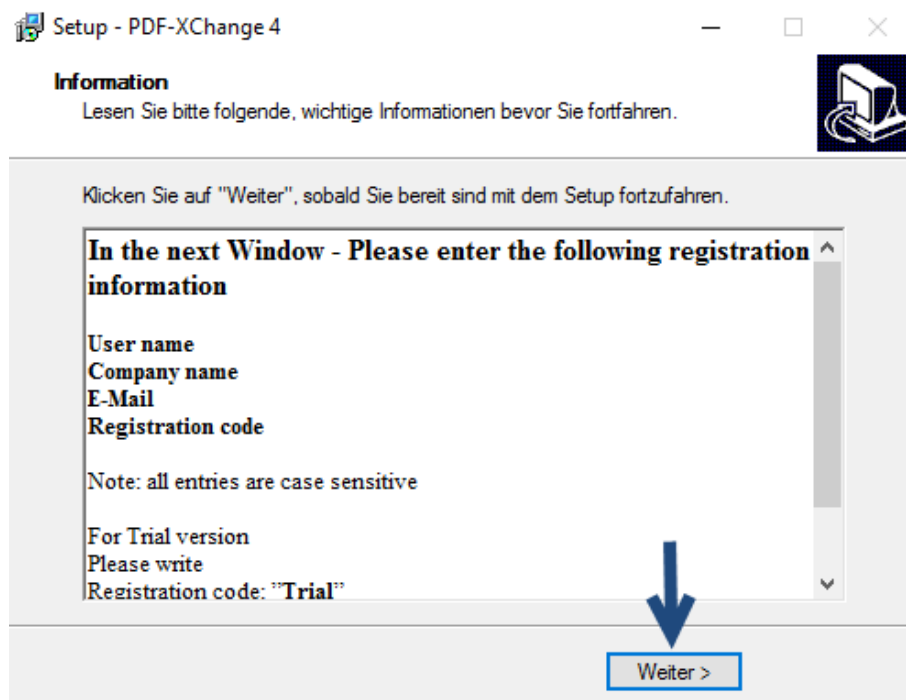 Setup - PDF-XChange 4
Information
Lesen Sie bitte folgende, wichtige Informationen bevor Sie fortfahren.
Klicken Sie auf "Weiter", sobald Sie bereit sind mit dem Setup fortzufahren.
In the next Window - Please enter the following registration
information
User name
Company name
E-Mail
Registration code
Note: all entries are case sensitive
For Trial version
Please write
Registration code: ”Trial”
Weiter >